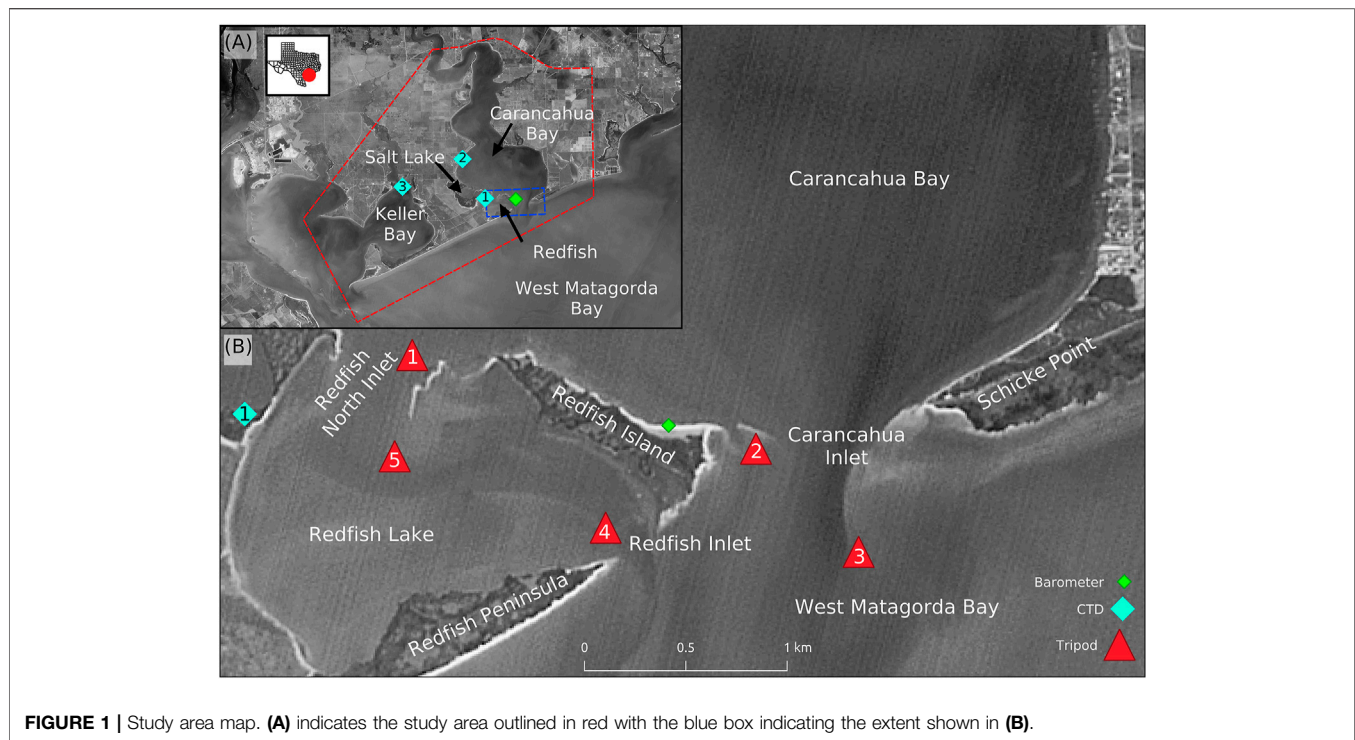 (A)
Carancahua
Bay
Salt Lake
2
3
1
Keller
Bay
Redfish
West Matagorda
Bay
Carancahua Bay
(B)
Redfish
North Inlet
1
1
Redfish Island
Schicke Point
2
Carancahua
Inlet
5
Redfish Lake
4
Redfish Inlet
3
Redfish Peninsula
West Matagorda Bay
Barometer
CTD
Tripod
0 0.5 1 km
FIGURE 1 | Study area map. (A) indicates the study area outlined in red with the blue box indicating the extent shown in (B).